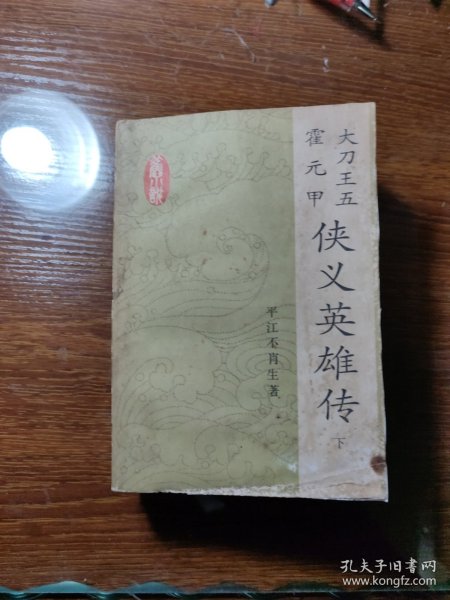 大刀王五
霍元甲
侠义英雄传
下
平江不肖生著
孔夫子旧书网
www.kongfz.com